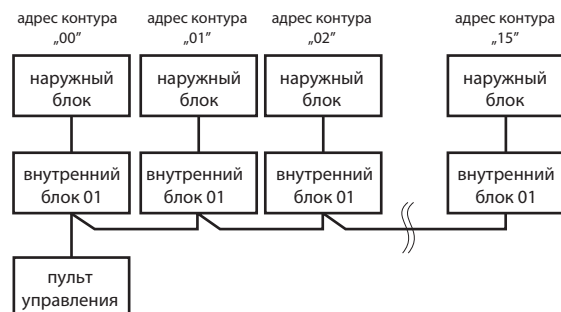 адрес контура адрес контура адрес контура адрес контура
„00” „01” „02” „15”
наружный наружный наружный наружный
блок блок блок блок
внутренний внутренний внутренний внутренний
блок 01 блок 01 блок 01 блок 01
пульт
управления